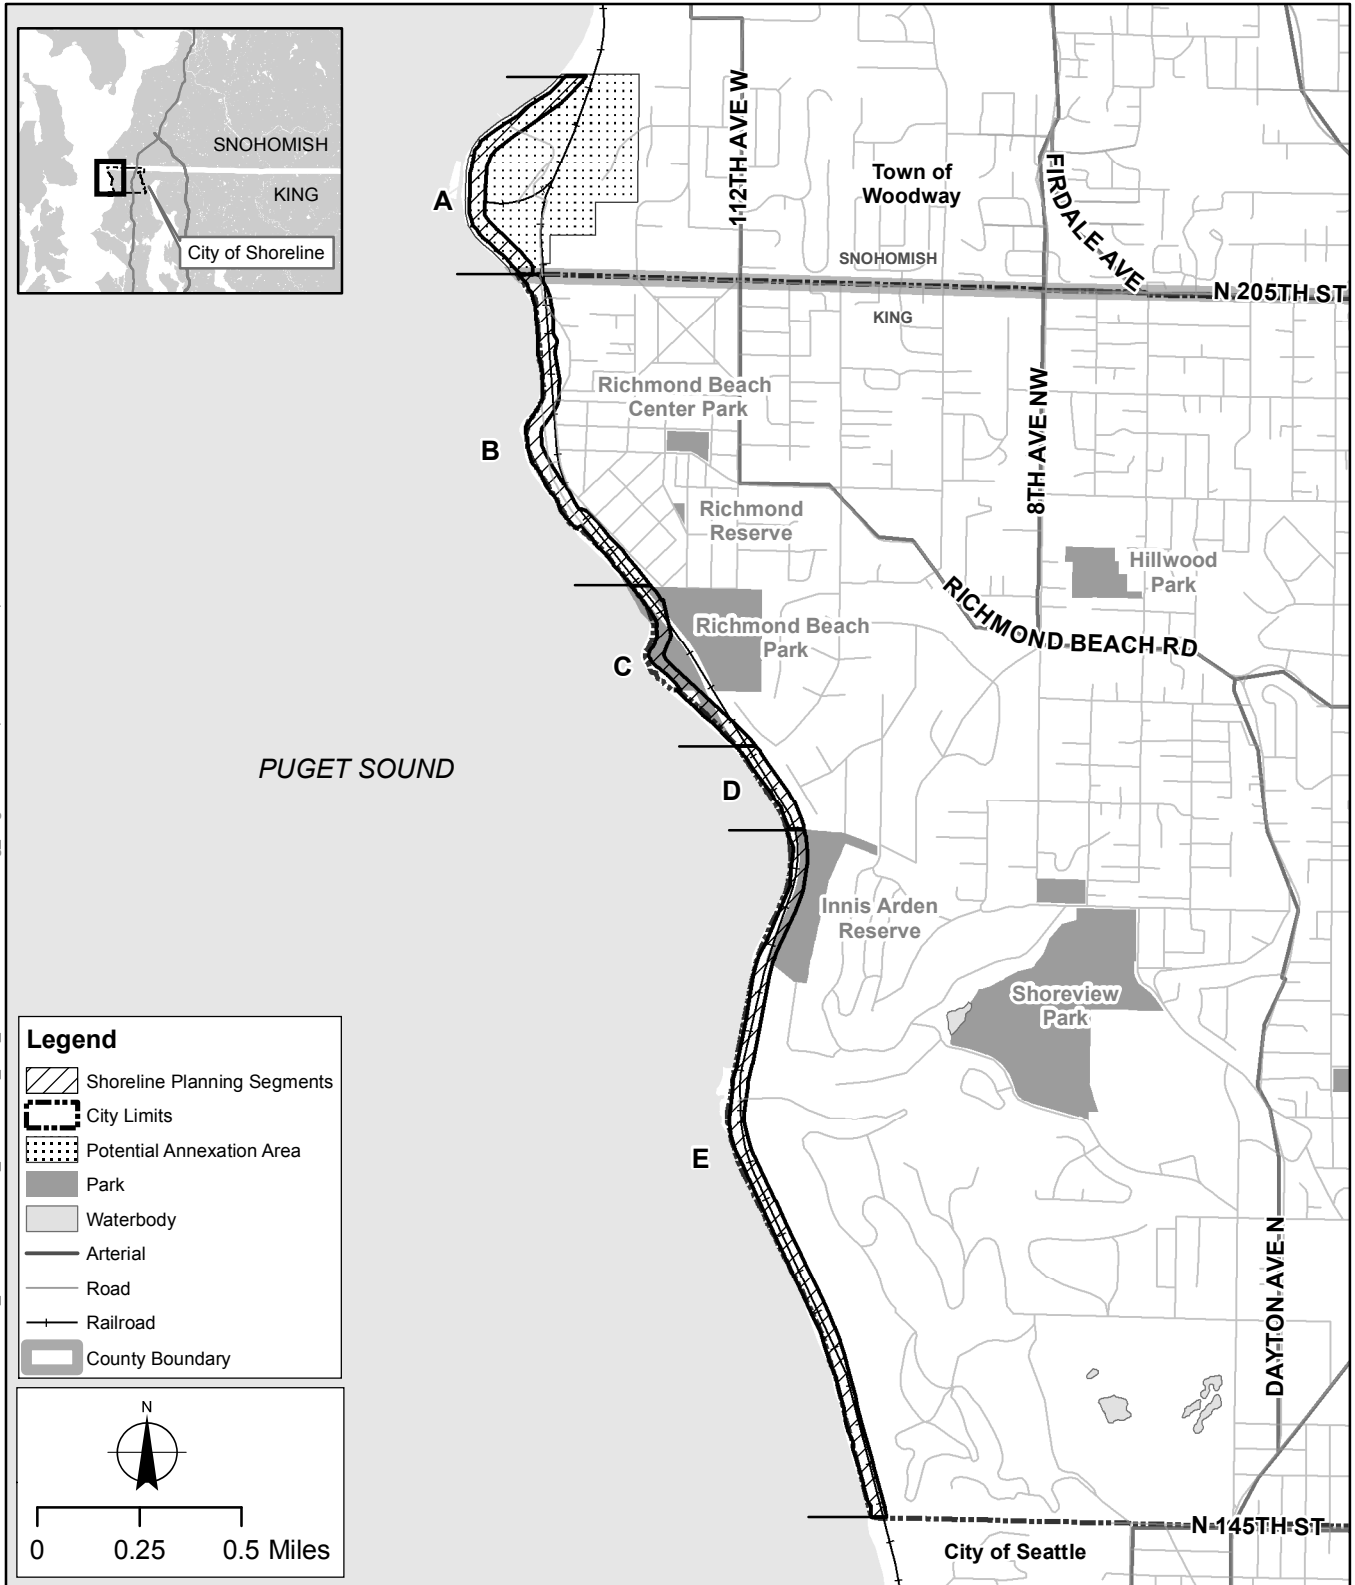 SNOHOMISH
KING
City of Shoreline
112TH AVE W
Town of
Woodway
FIRDALE AVE
A
SNOHOMISH
N 205TH ST
KING
Richmond Beach
Center Park
8TH AVE NW
B
Richmond
Reserve
Hillwood
Park
RICHMOND BEACH RD
Richmond Beach
Park
C
PUGET SOUND
D
Innis Arden
Reserve
Shoreview
Park
E
DAYTON AVE N
N 145TH ST
City of Seattle
Legend
Shoreline Planning Segments
City Limits
Potential Annexation Area
Park
Waterbody
Arterial
Road
Railroad
County Boundary
N
0 0.25 0.5 Miles